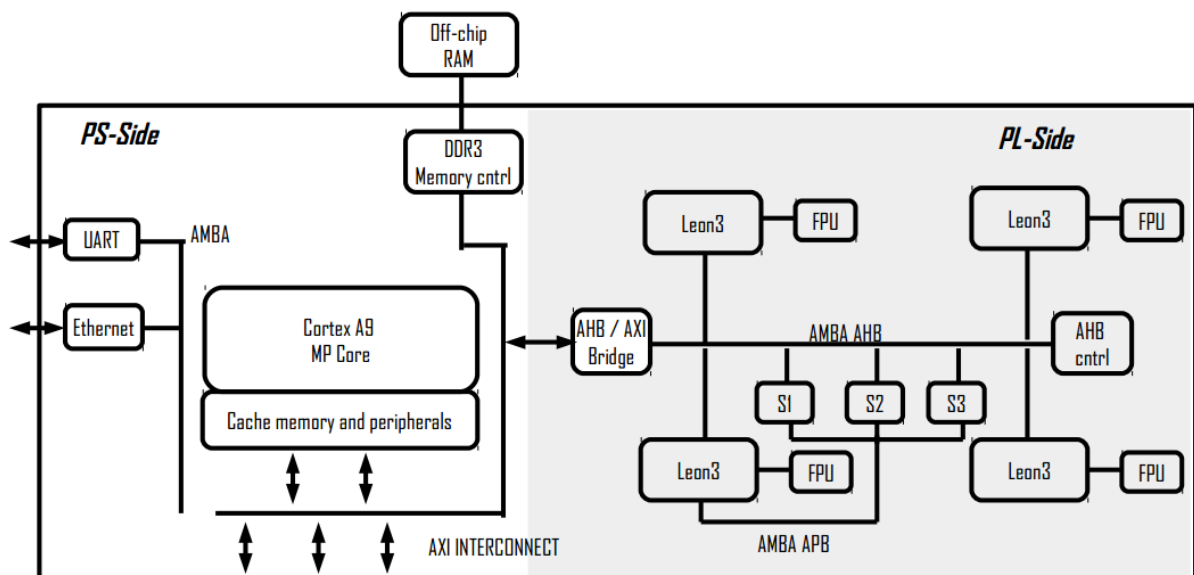 Off-chip
RAM
PS-Side
PL-Side
DDR3
Memory cntrl
Leon3
FPU
Leon3
FPU
UART
AMBA
Ethernet
Cortex A9
MP Core
AHB / AXI
Bridge
AMBA AHB
AHB
cntrl
Cache memory and peripherals
S1
S2
S3
Leon3
FPU
Leon3
FPU
AXI INTERCONNECT
AMBA APB